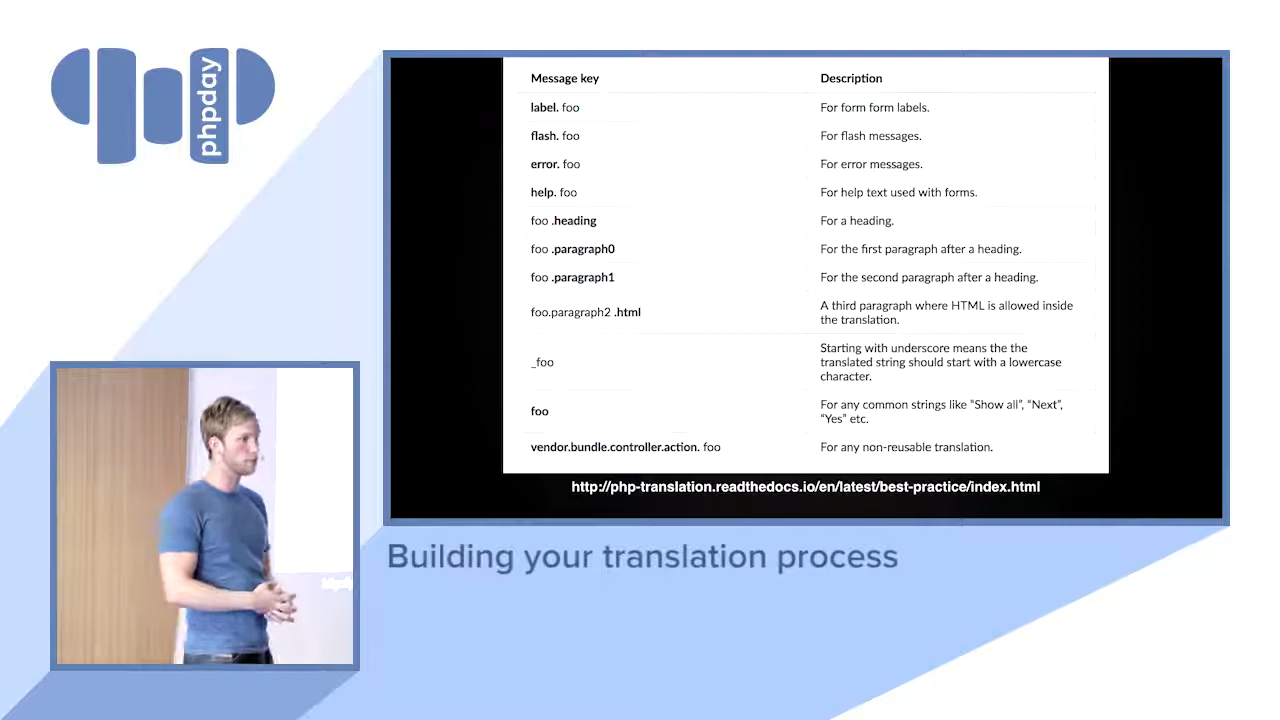 phpday
Message key Description
label. foo For form form labels.
flash. foo For flash messages.
error. foo For error messages.
help. foo For help text used with forms.
foo .heading For a heading.
foo .paragraph0 For the first paragraph after a heading.
foo .paragraph1 For the second paragraph after a heading.
foo.paragraph2 .html A third paragraph where HTML is allowed inside
the translation.
_foo Starting with underscore means the the
translated string should start with a lowercase
character.
foo For any common strings like “Show all”, “Next”,
“Yes” etc.
vendor.bundle.controller.action. foo For any non-reusable translation.
http://php-translation.readthedocs.io/en/latest/best-practice/index.html
Building your translation process